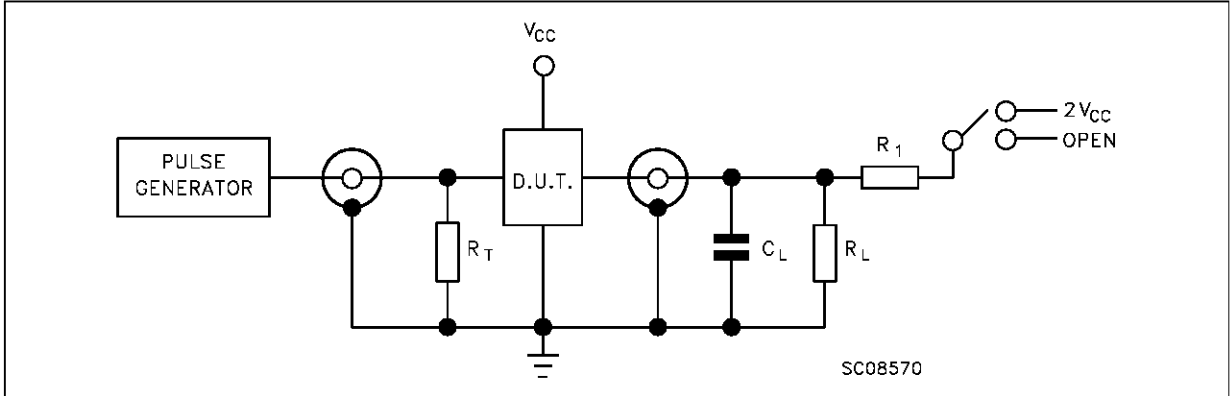 VCC
2VCC
OPEN
R1
PULSE
GENERATOR
D.U.T.
RT
CL
RL
SC08570